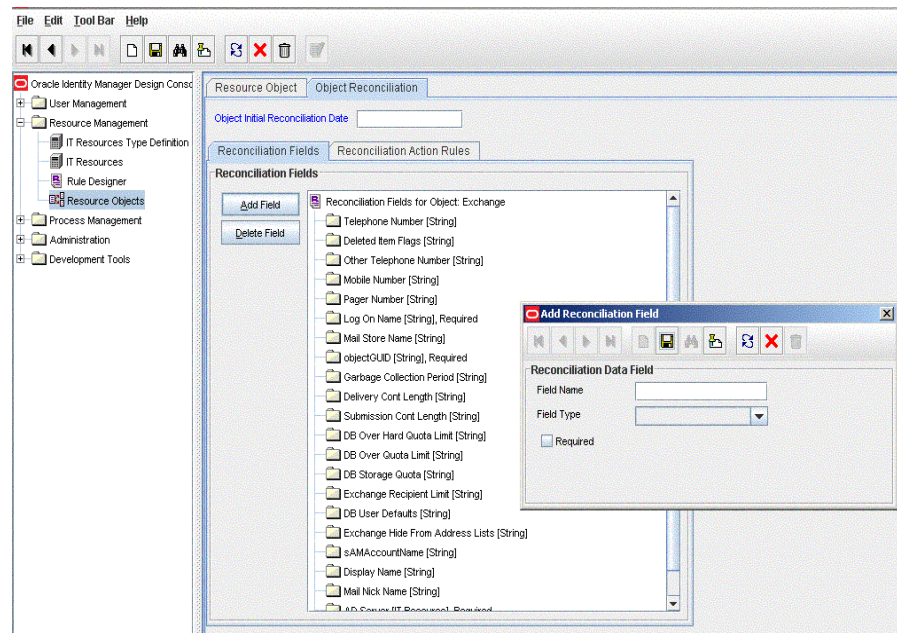 File Edit Tool Bar Help
Oracle Identity Manager Design Consc
User Management
Resource Management
IT Resources Type Definition
IT Resources
Rule Designer
Resource Objects
Process Management
Administration
Development Tools
Resource Object
Object Reconciliation
Object Initial Reconciliation Date
Reconciliation Fields
Reconciliation Action Rules
Reconciliation Fields
Add Field
Delete Field
Reconciliation Fields for Object: Exchange
Telephone Number [String]
Deleted Item Flags [String]
Other Telephone Number [String]
Mobile Number [String]
Pager Number [String]
Log On Name [String], Required
Mail Store Name [String]
objectGUID [String], Required
Garbage Collection Period [String]
Delivery Cont Length [String]
Submission Cont Length [String]
DB Over Hard Quota Limit [String]
DB Over Quota Limit [String]
DB Storage Quota [String]
Exchange Recipient Limit [String]
DB User Defaults [String]
Exchange Hide From Address Lists [String]
sAMAccountName [String]
Display Name [String]
Mail Nick Name [String]
AD Server [IT Resource], Required
Add Reconciliation Field
Reconciliation Data Field
Field Name
Field Type
Required